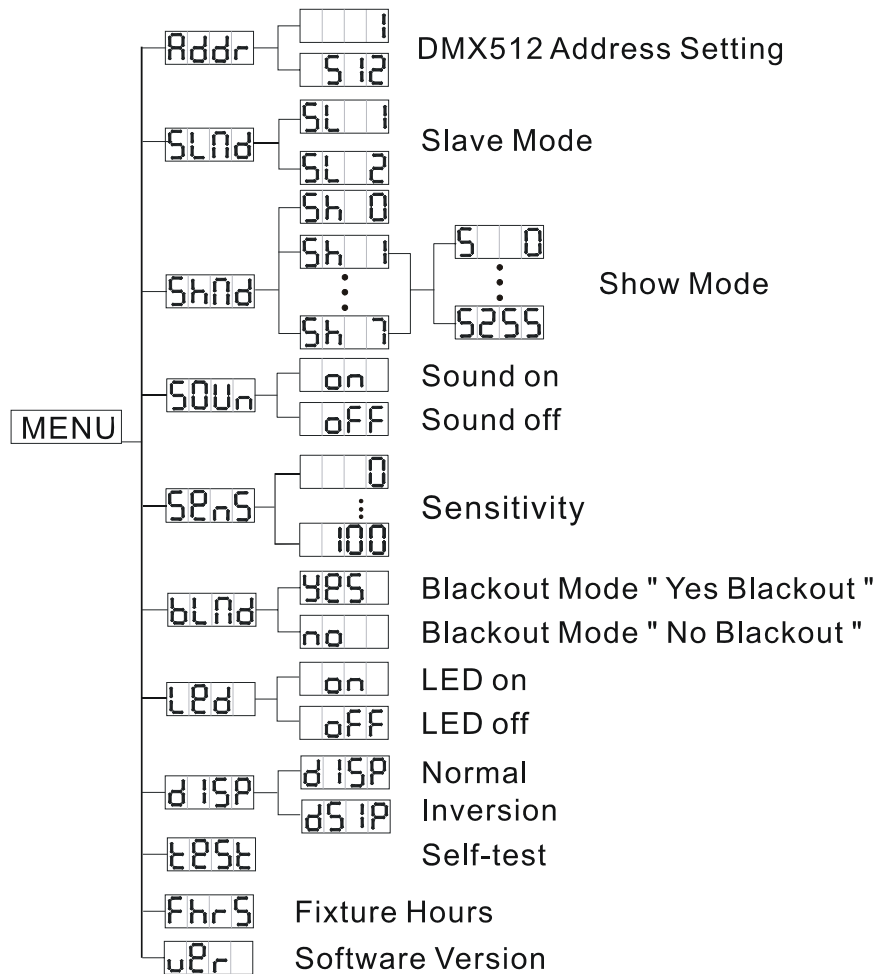 1
Addr
DMX512 Address Setting
512
SL 1
SLMd
Slave Mode
SL 2
Sh 0
Sh 1
S 0
ShMd
Show Mode
Sh 7
S255
on
Sound on
SOUn
oFF
Sound off
MENU
0
SenS
Sensitivity
100
yes
Blackout Mode " Yes Blackout "
bLMd
no
Blackout Mode " No Blackout "
on
LED on
Led
oFF
LED off
dISP
Normal
dISP
dSIP
Inversion
teSt
Self-test
FhrS
Fixture Hours
ver
Software Version